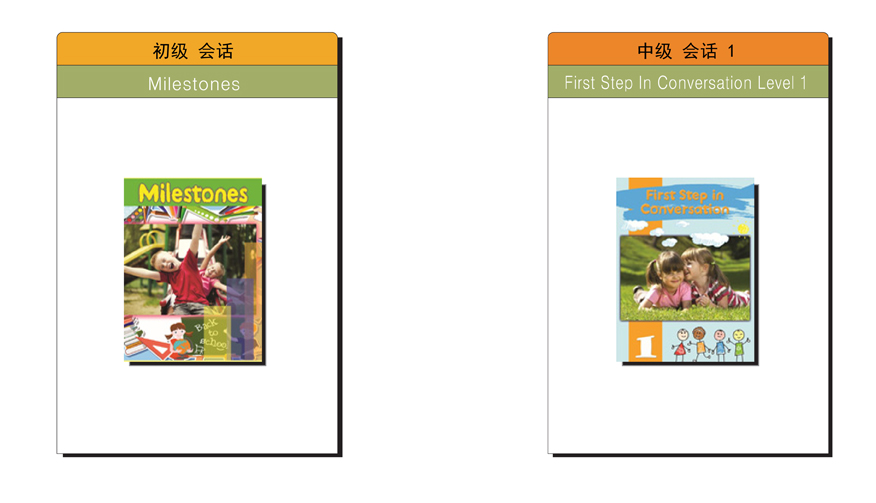 初级 会话
Milestones
Milestones
Back
to
school
中级 会话 1
First Step In Conversation Level 1
First Step in
Conversation
1